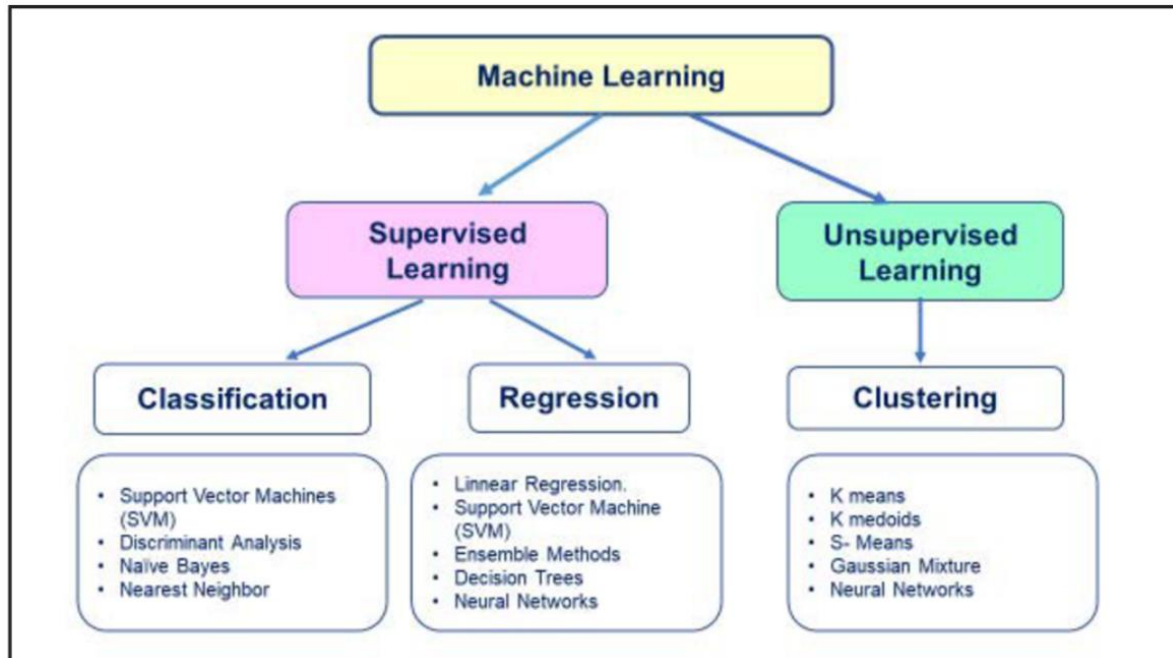 Machine Learning
Supervised
Learning
Unsupervised
Learning
Classification
Regression
Clustering
• Support Vector Machines
(SVM)
• Discriminant Analysis
• Naïve Bayes
• Nearest Neighbor
• Linnear Regression.
• Support Vector Machine
(SVM)
• Ensemble Methods
• Decision Trees
• Neural Networks
• K means
• K medoids
• S- Means
• Gaussian Mixture
• Neural Networks